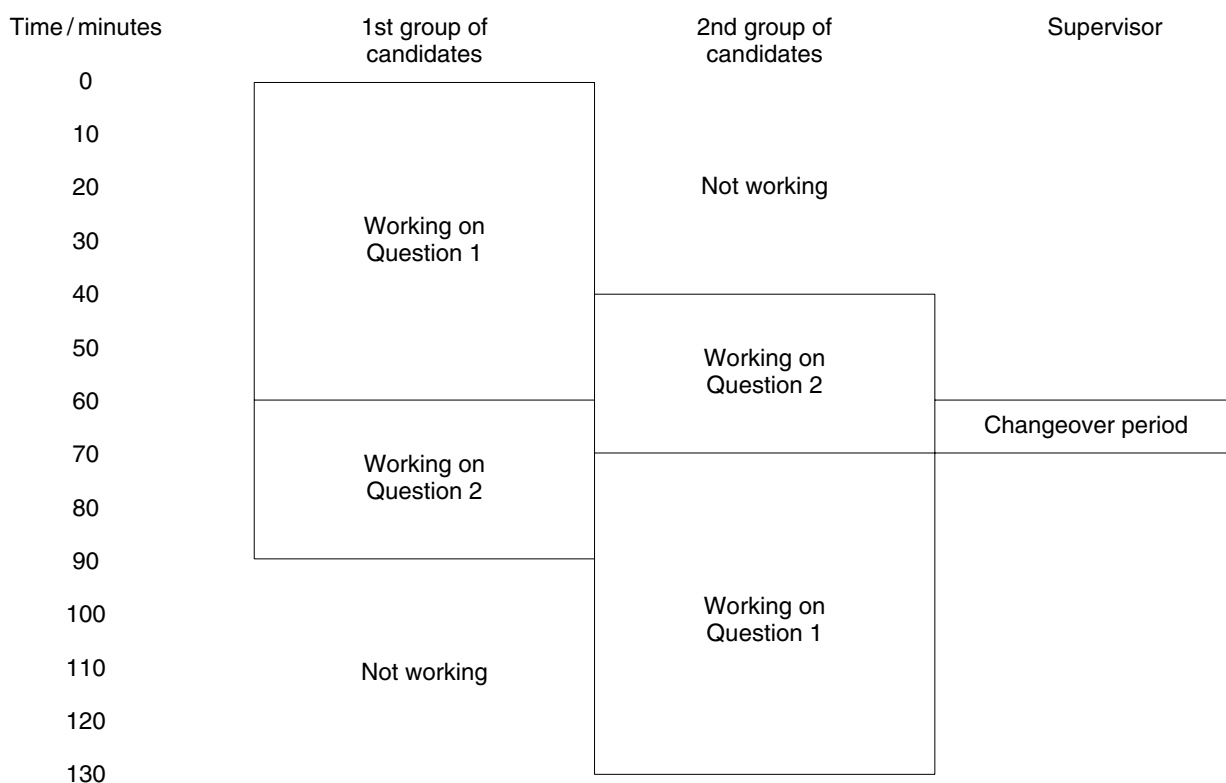 Time / minutes
1st group of
candidates
2nd group of
candidates
Supervisor
0
10
20
30
40
50
60
70
80
90
100
110
120
130
Working on
Question 1
Not working
Working on
Question 2
Changeover period
Working on
Question 2
Working on
Question 1
Not working